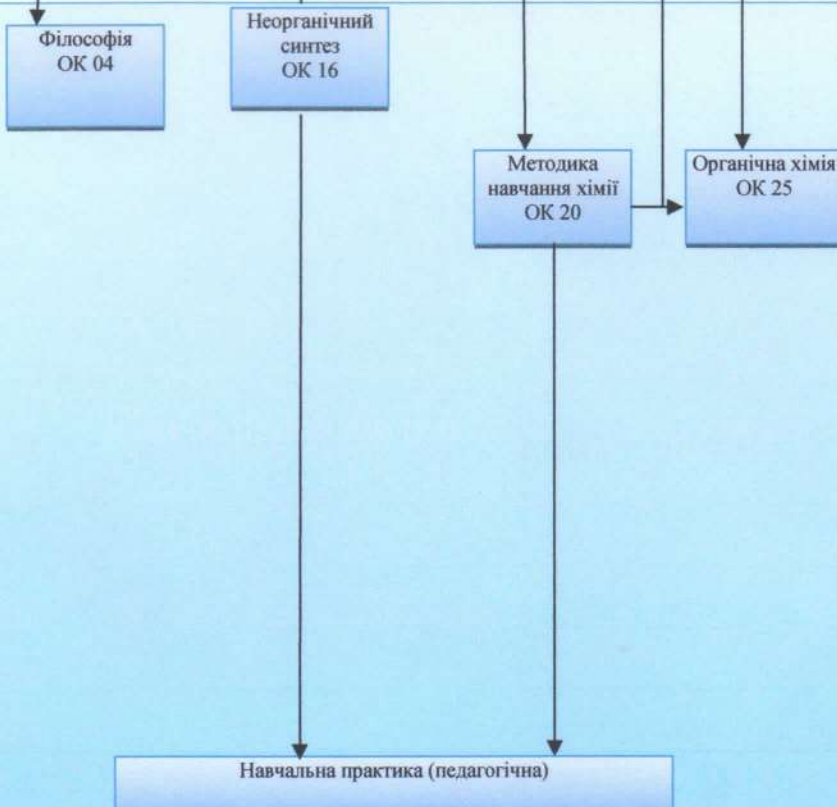 Філософія
ОК 04
Неорганічний
синтез
ОК 16
Методика
навчання хімії
ОК 20
Органічна хімія
ОК 25
Навчальна практика (педагогічна)